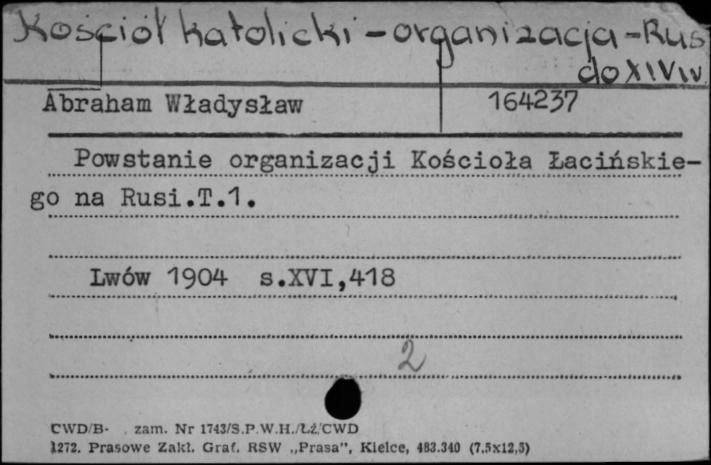 Kościół katolicki - organizacja - Ruś
do XIV w
Abraham Władysław 164237
Powstanie organizacji Kościoła Łacińskie-
go na Rusi.T.1.
Lwów 1904 s.XVI,418
2
CWD/B- . zam. Nr 1743/S.P.W.H./Łż/CWD
1272. Prasowe Zakł. Graf. RSW „Prasa", Kielce, 483.340 (7,5x12,5)